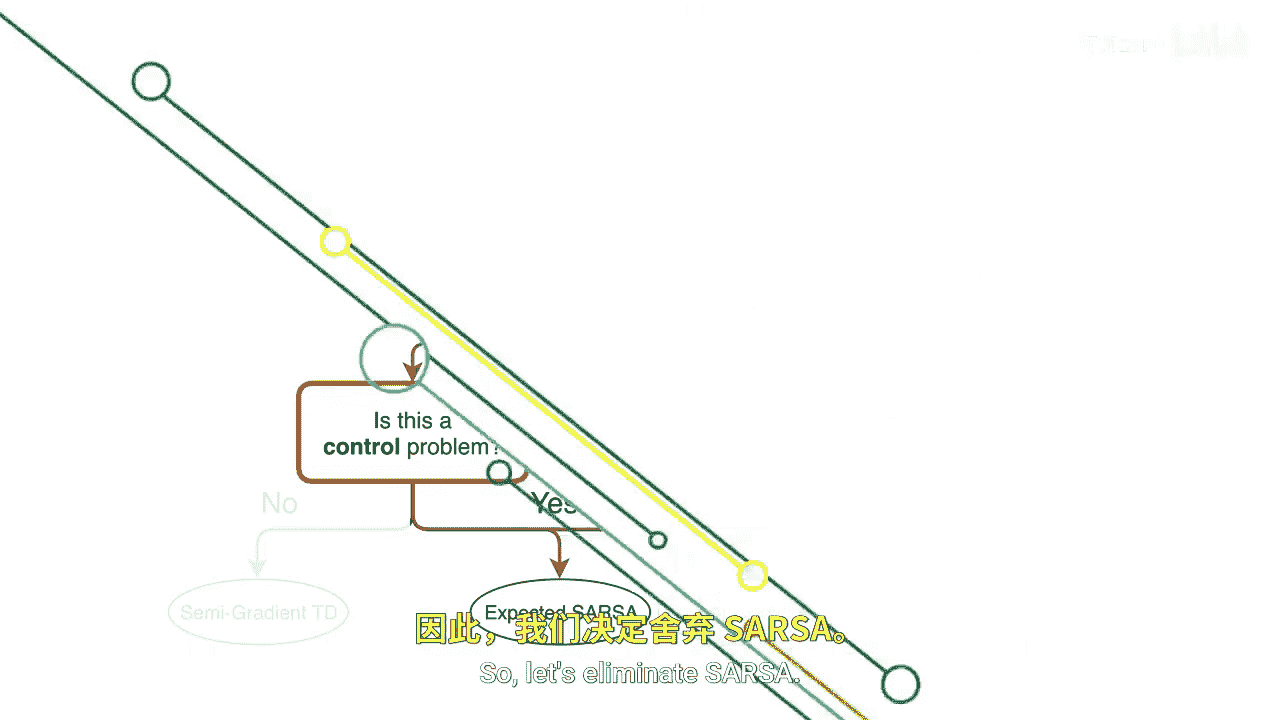 Is this a
control problem?
No
Yes
Semi-Gradient TD
Expected SARSA
因此，我们决定舍弃 SARSA。
So, let's eliminate SARSA.